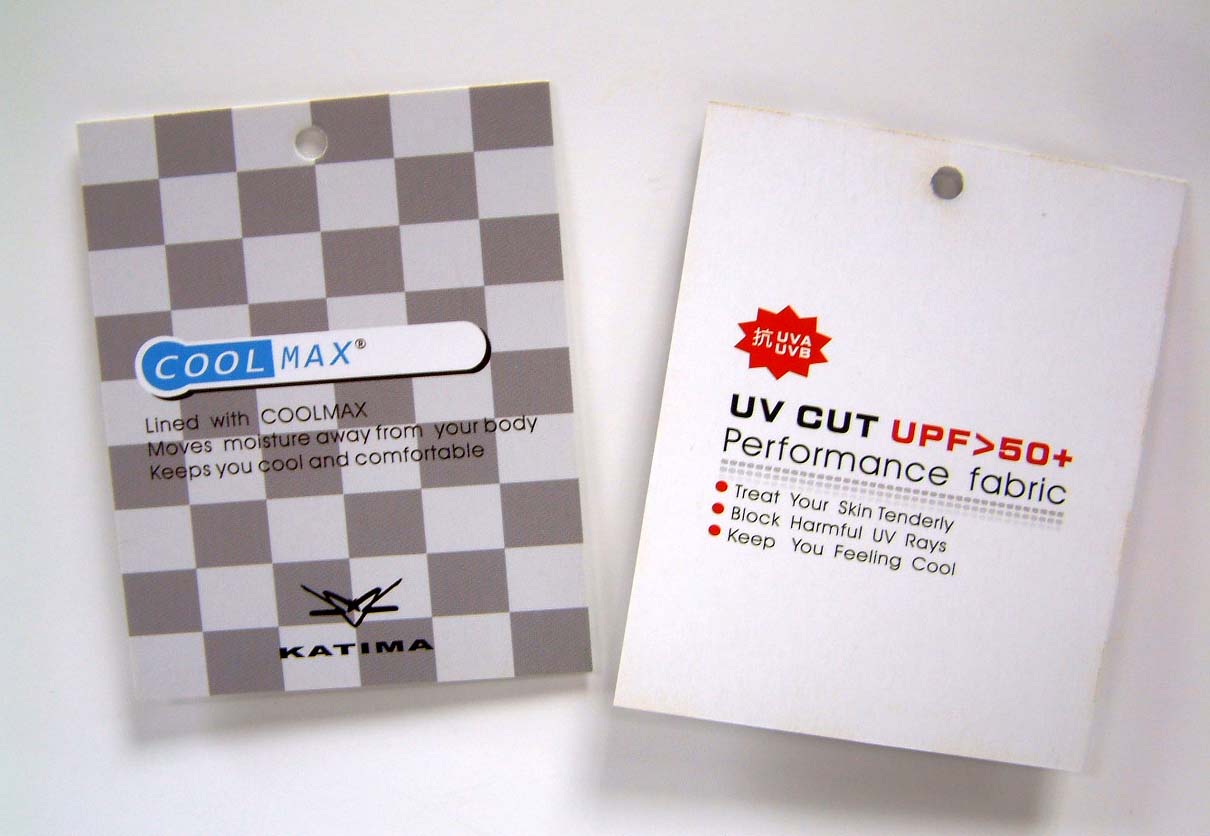 COOLMAX®
Lined with COOLMAX
Moves moisture away from your body
Keeps you cool and comfortable
KATIMA
抗 UVA
UVB
UV CUT UPF>50+
Performance fabric
Treat Your Skin Tenderly
Block Harmful UV Rays
Keep You Feeling Cool